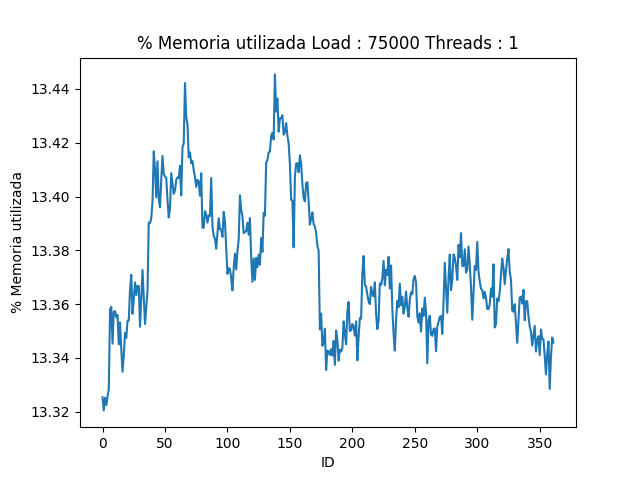 % Memoria utilizada Load : 75000 Threads : 1
13.44
13.42
13.40
13.38
13.36
13.34
13.32
% Memoria utilizada
0 50 100 150 200 250 300 350
ID